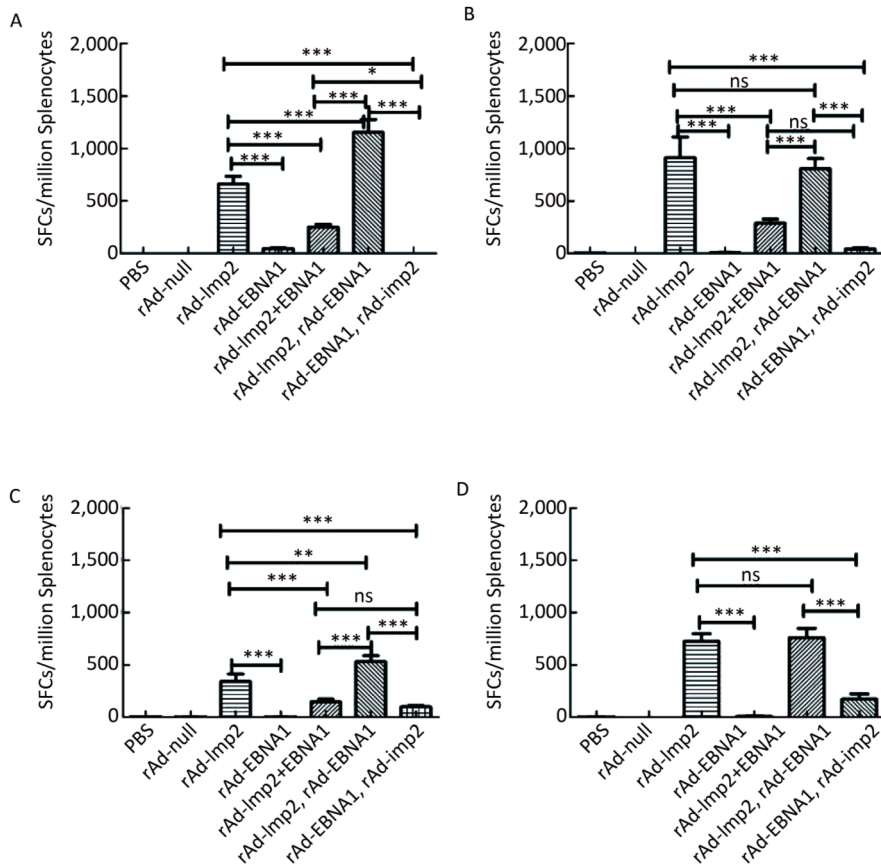 A
SFCs/million Splenocytes
2,000
1,500
1,000
500
0
***
*
***
***
***
***
***
PBS
rAd-null
rAd-lmp2
rAd-EBNA1
rAd-lmp2+EBNA1
rAd-lmp2, rAd-EBNA1
rAd-EBNA1, rAd-imp2
B
SFCs/million Splenocytes
2,000
1,500
1,000
500
0
***
ns
***
***
***
ns
***
PBS
rAd-null
rAd-lmp2
rAd-EBNA1
rAd-lmp2+EBNA1
rAd-lmp2, rAd-EBNA1
rAd-EBNA1, rAd-imp2
C
SFCs/million Splenocytes
2,000
1,500
1,000
500
0
***
**
***
ns
***
***
***
PBS
rAd-null
rAd-lmp2
rAd-EBNA1
rAd-lmp2+EBNA1
rAd-lmp2, rAd-EBNA1
rAd-EBNA1, rAd-imp2
D
SFCs/million Splenocytes
2,000
1,500
1,000
500
0
***
ns
***
***
PBS
rAd-null
rAd-lmp2
rAd-EBNA1
rAd-lmp2+EBNA1
rAd-lmp2, rAd-EBNA1
rAd-EBNA1, rAd-imp2